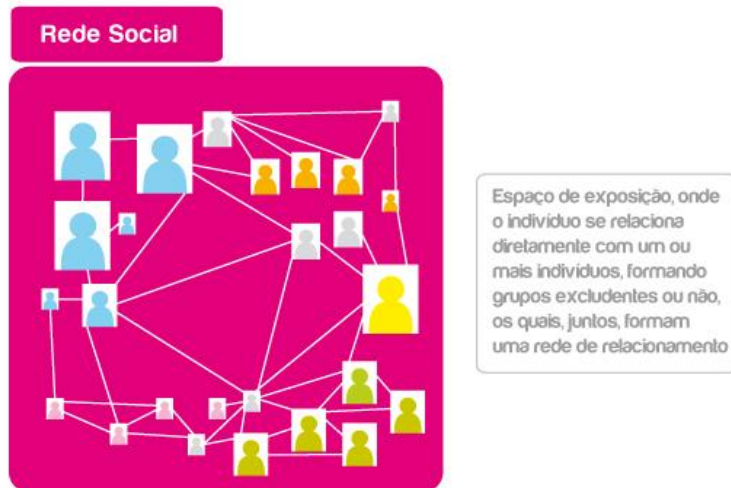 Rede Social
Espaço de exposição, onde
o indivíduo se relaciona
diretamente com um ou
mais indivíduos, formando
grupos excludentes ou não,
os quais, juntos, formam
uma rede de relacionamento